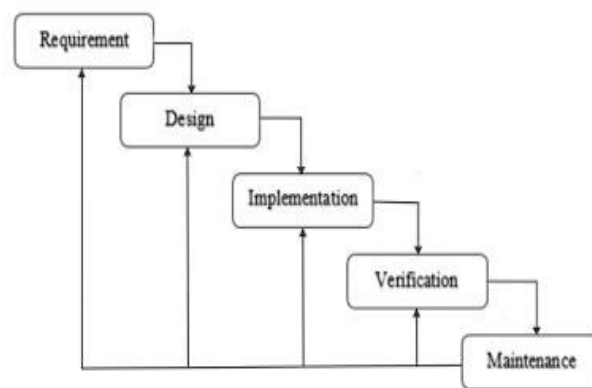 Requirement
Design
Implementation
Verification
Maintenance